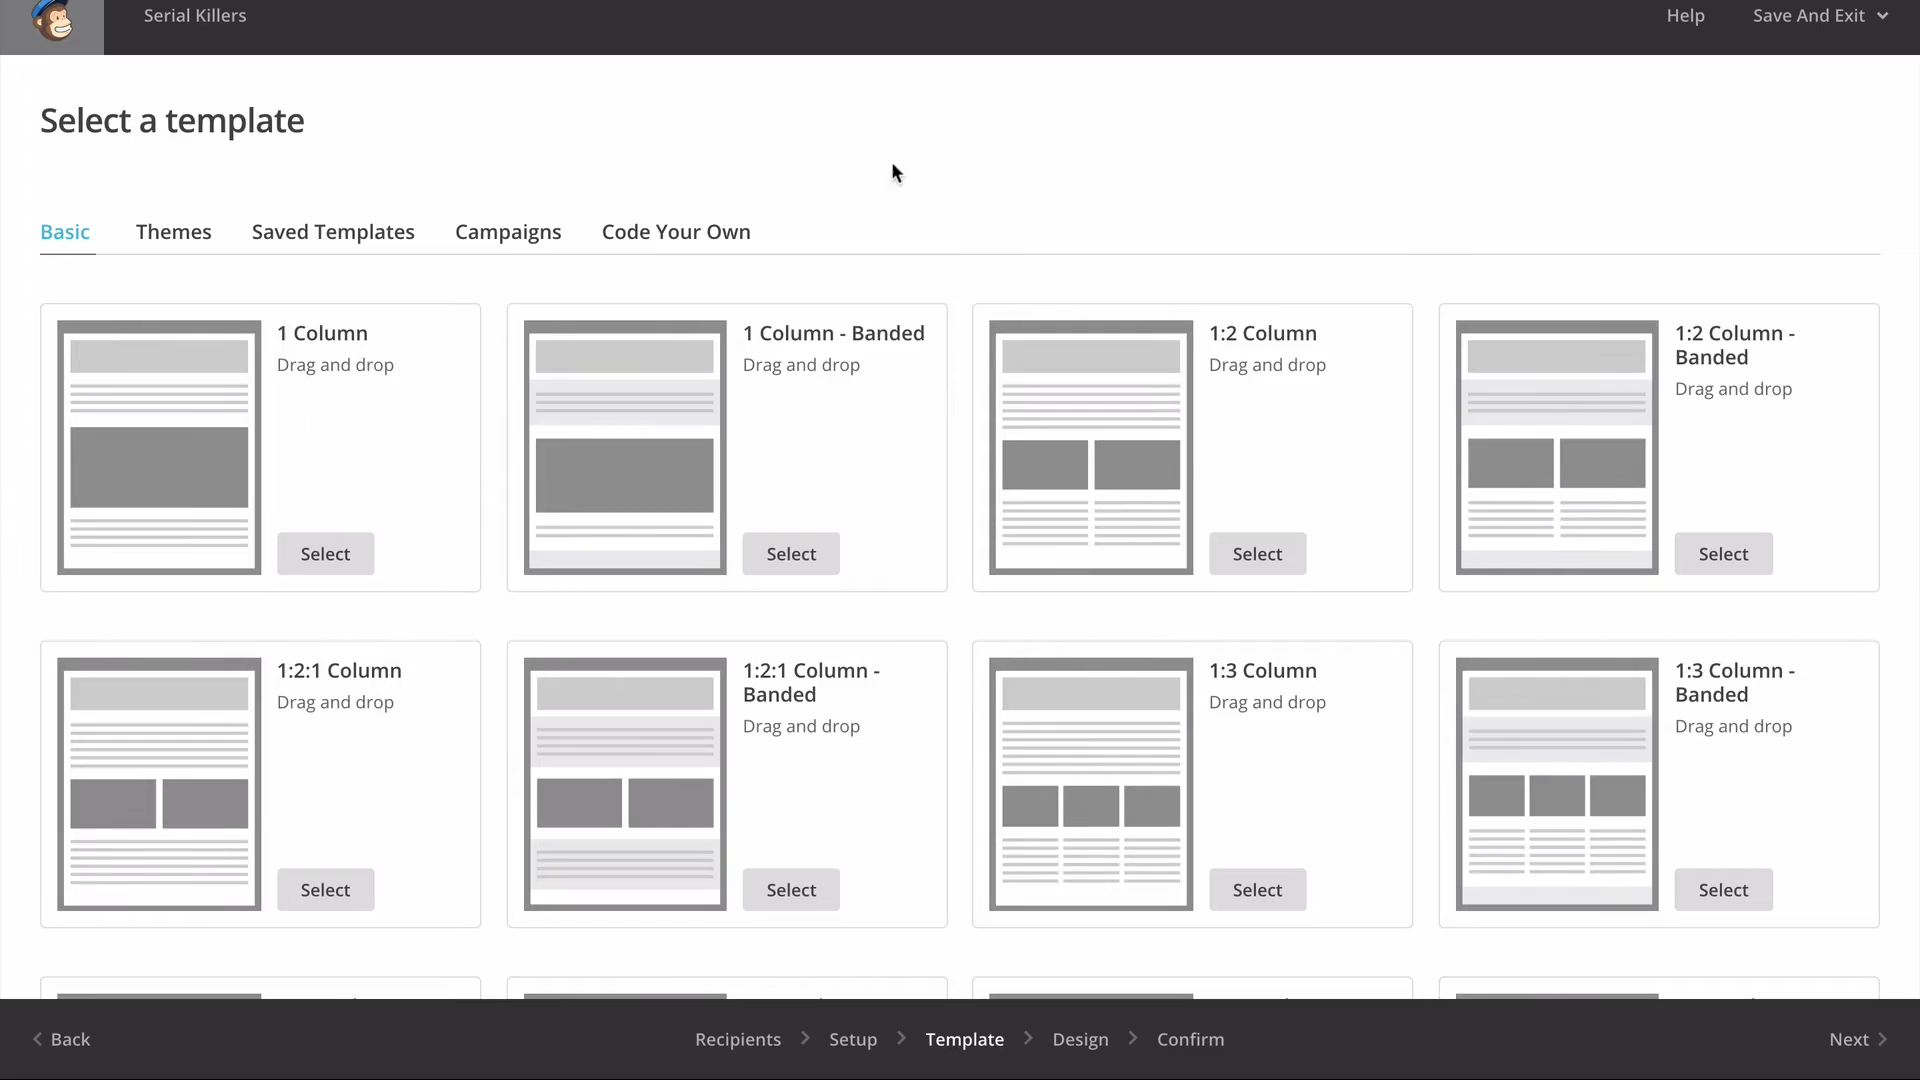 Serial Killers
Help
Save And Exit
Select a template
Basic
Themes
Saved Templates
Campaigns
Code Your Own
1 Column
Drag and drop
Select
1 Column - Banded
Drag and drop
Select
1:2 Column
Drag and drop
Select
1:2 Column -
Banded
Drag and drop
Select
1:2:1 Column
Drag and drop
Select
1:2:1 Column -
Banded
Drag and drop
Select
1:3 Column
Drag and drop
Select
1:3 Column -
Banded
Drag and drop
Select
Back
Recipients
Setup
Template
Design
Confirm
Next